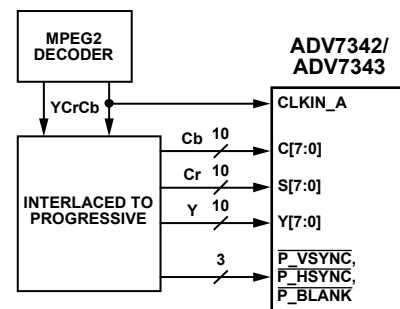 MPEG2
DECODER
ADV7342/
ADV7343
YCrCb
CLKIN_A
Cb 10
C[7:0]
Cr 10
S[7:0]
INTERLACED TO
PROGRESSIVE
Y 10
Y[7:0]
3
P_VSYNC,
P_HSYNC,
P_BLANK